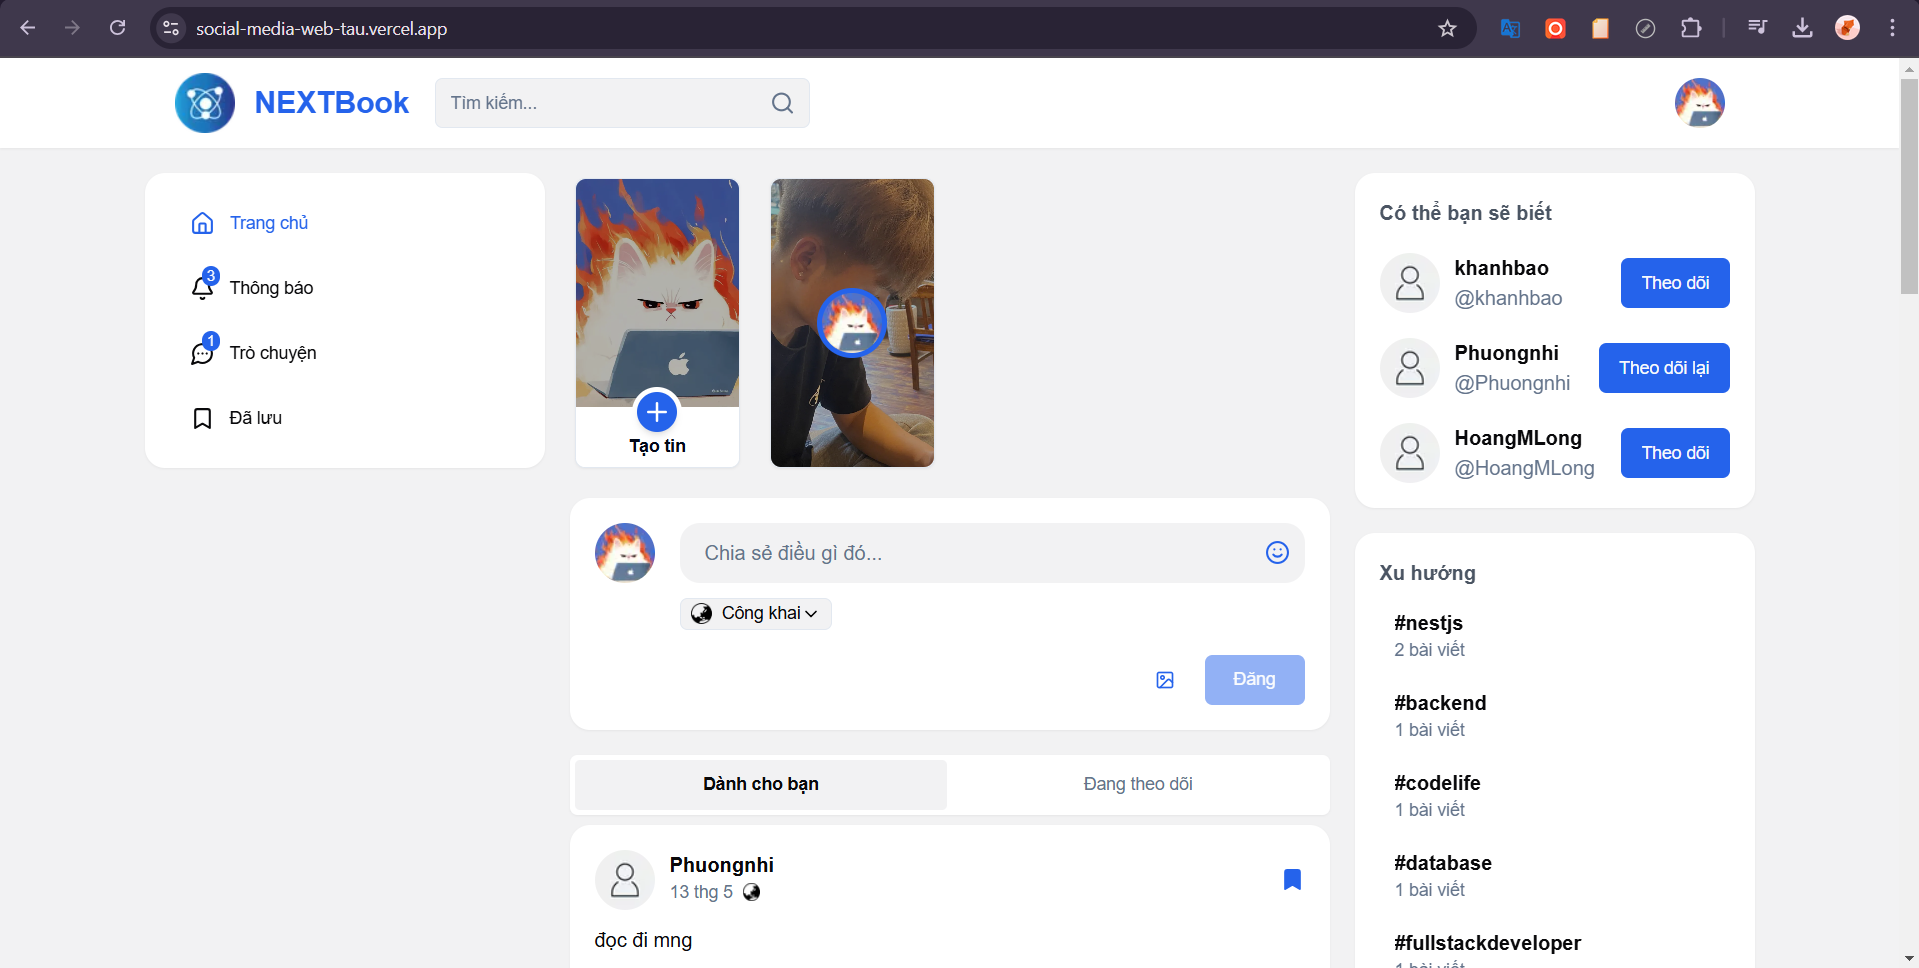 social-media-web-tau.vercel.app
NEXTBook
Tìm kiếm...
Trang chủ
3
Thông báo
1
Trò chuyện
Đã lưu
Tạo tin
Chia sẻ điều gì đó...
Công khai
Đăng
Dành cho bạn
Đang theo dõi
Phuongnhi
13 thg 5
đọc đi mng
Có thể bạn sẽ biết
khanhbao
@khanhbao
Theo dõi
Phuongnhi
@Phuongnhi
Theo dõi lại
HoangMLong
@HoangMLong
Theo dõi
Xu hướng
#nestjs
2 bài viết
#backend
1 bài viết
#codelife
1 bài viết
#database
1 bài viết
#fullstackdeveloper
1 bài viết